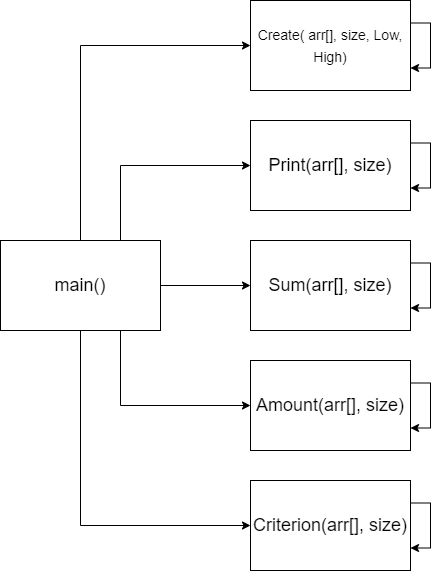 Create( arr[], size, Low,
High)
Print(arr[], size)
main()
Sum(arr[], size)
Amount(arr[], size)
Criterion(arr[], size)